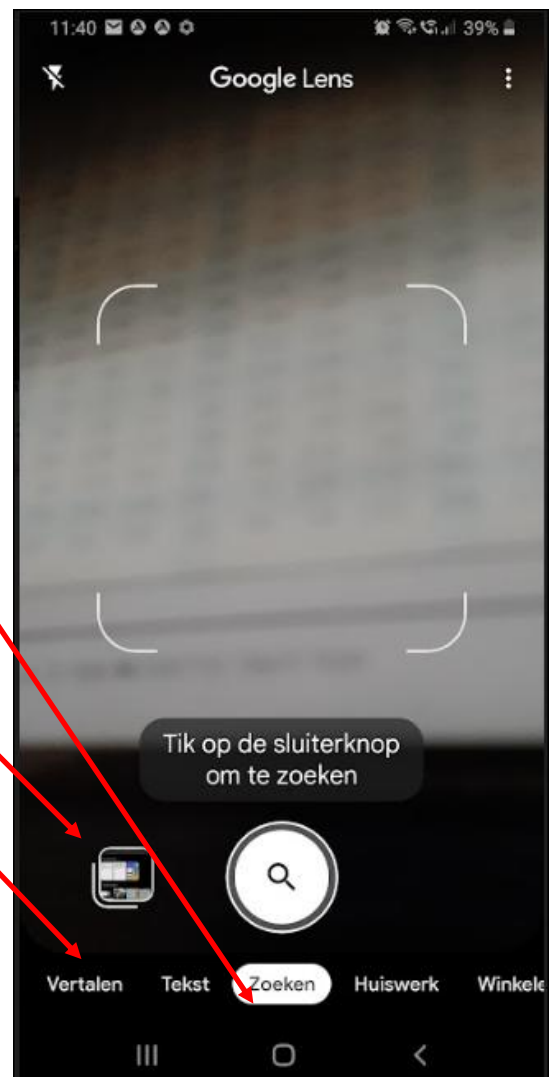 11:40 39%
Google Lens
Tik op de sluiterknop
om te zoeken
Vertalen Tekst Zoeken Huiswerk Winkele